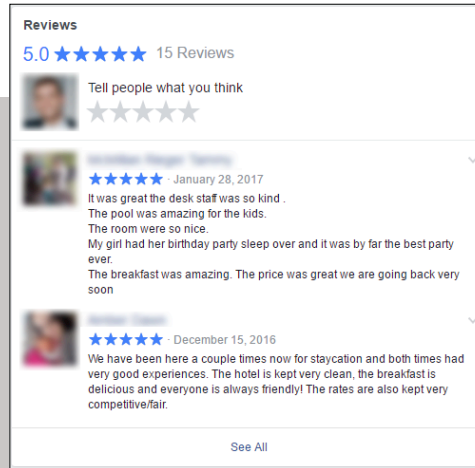 Reviews
5.0 ★★★★★ 15 Reviews
Tell people what you think
★★★★★ · January 28, 2017
It was great the desk staff was so kind .
The pool was amazing for the kids.
The room were so nice.
My girl had her birthday party sleep over and it was by far the best party
ever.
The breakfast was amazing. The price was great we are going back very
soon
★★★★★ · December 15, 2016
We have been here a couple times now for staycation and both times had
very good experiences. The hotel is kept very clean, the breakfast is
delicious and everyone is always friendly! The rates are also kept very
competitive/fair.
See All